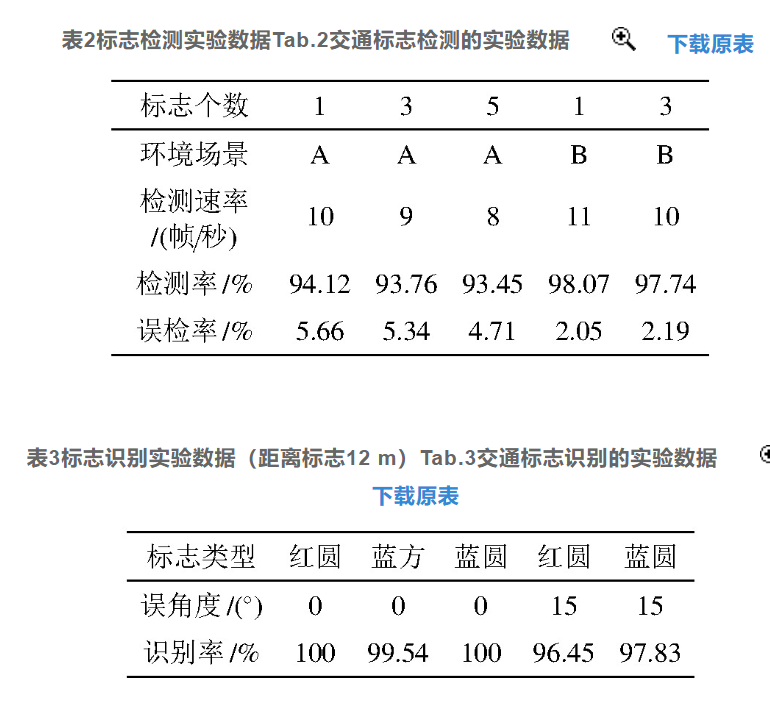 表2标志检测实验数据Tab.2交通标志检测的实验数据 下载原表
标志个数 1 3 5 1 3
环境场景 A A A B B
检测速率
/(帧/秒) 10 9 8 11 10
检测率/% 94.12 93.76 93.45 98.07 97.74
误检率/% 5.66 5.34 4.71 2.05 2.19
表3标志识别实验数据（距离标志12 m）Tab.3交通标志识别的实验数据
下载原表
标志类型 红圆 蓝方 蓝圆 红圆 蓝圆
误角度/(°) 0 0 0 15 15
识别率/% 100 99.54 100 96.45 97.83